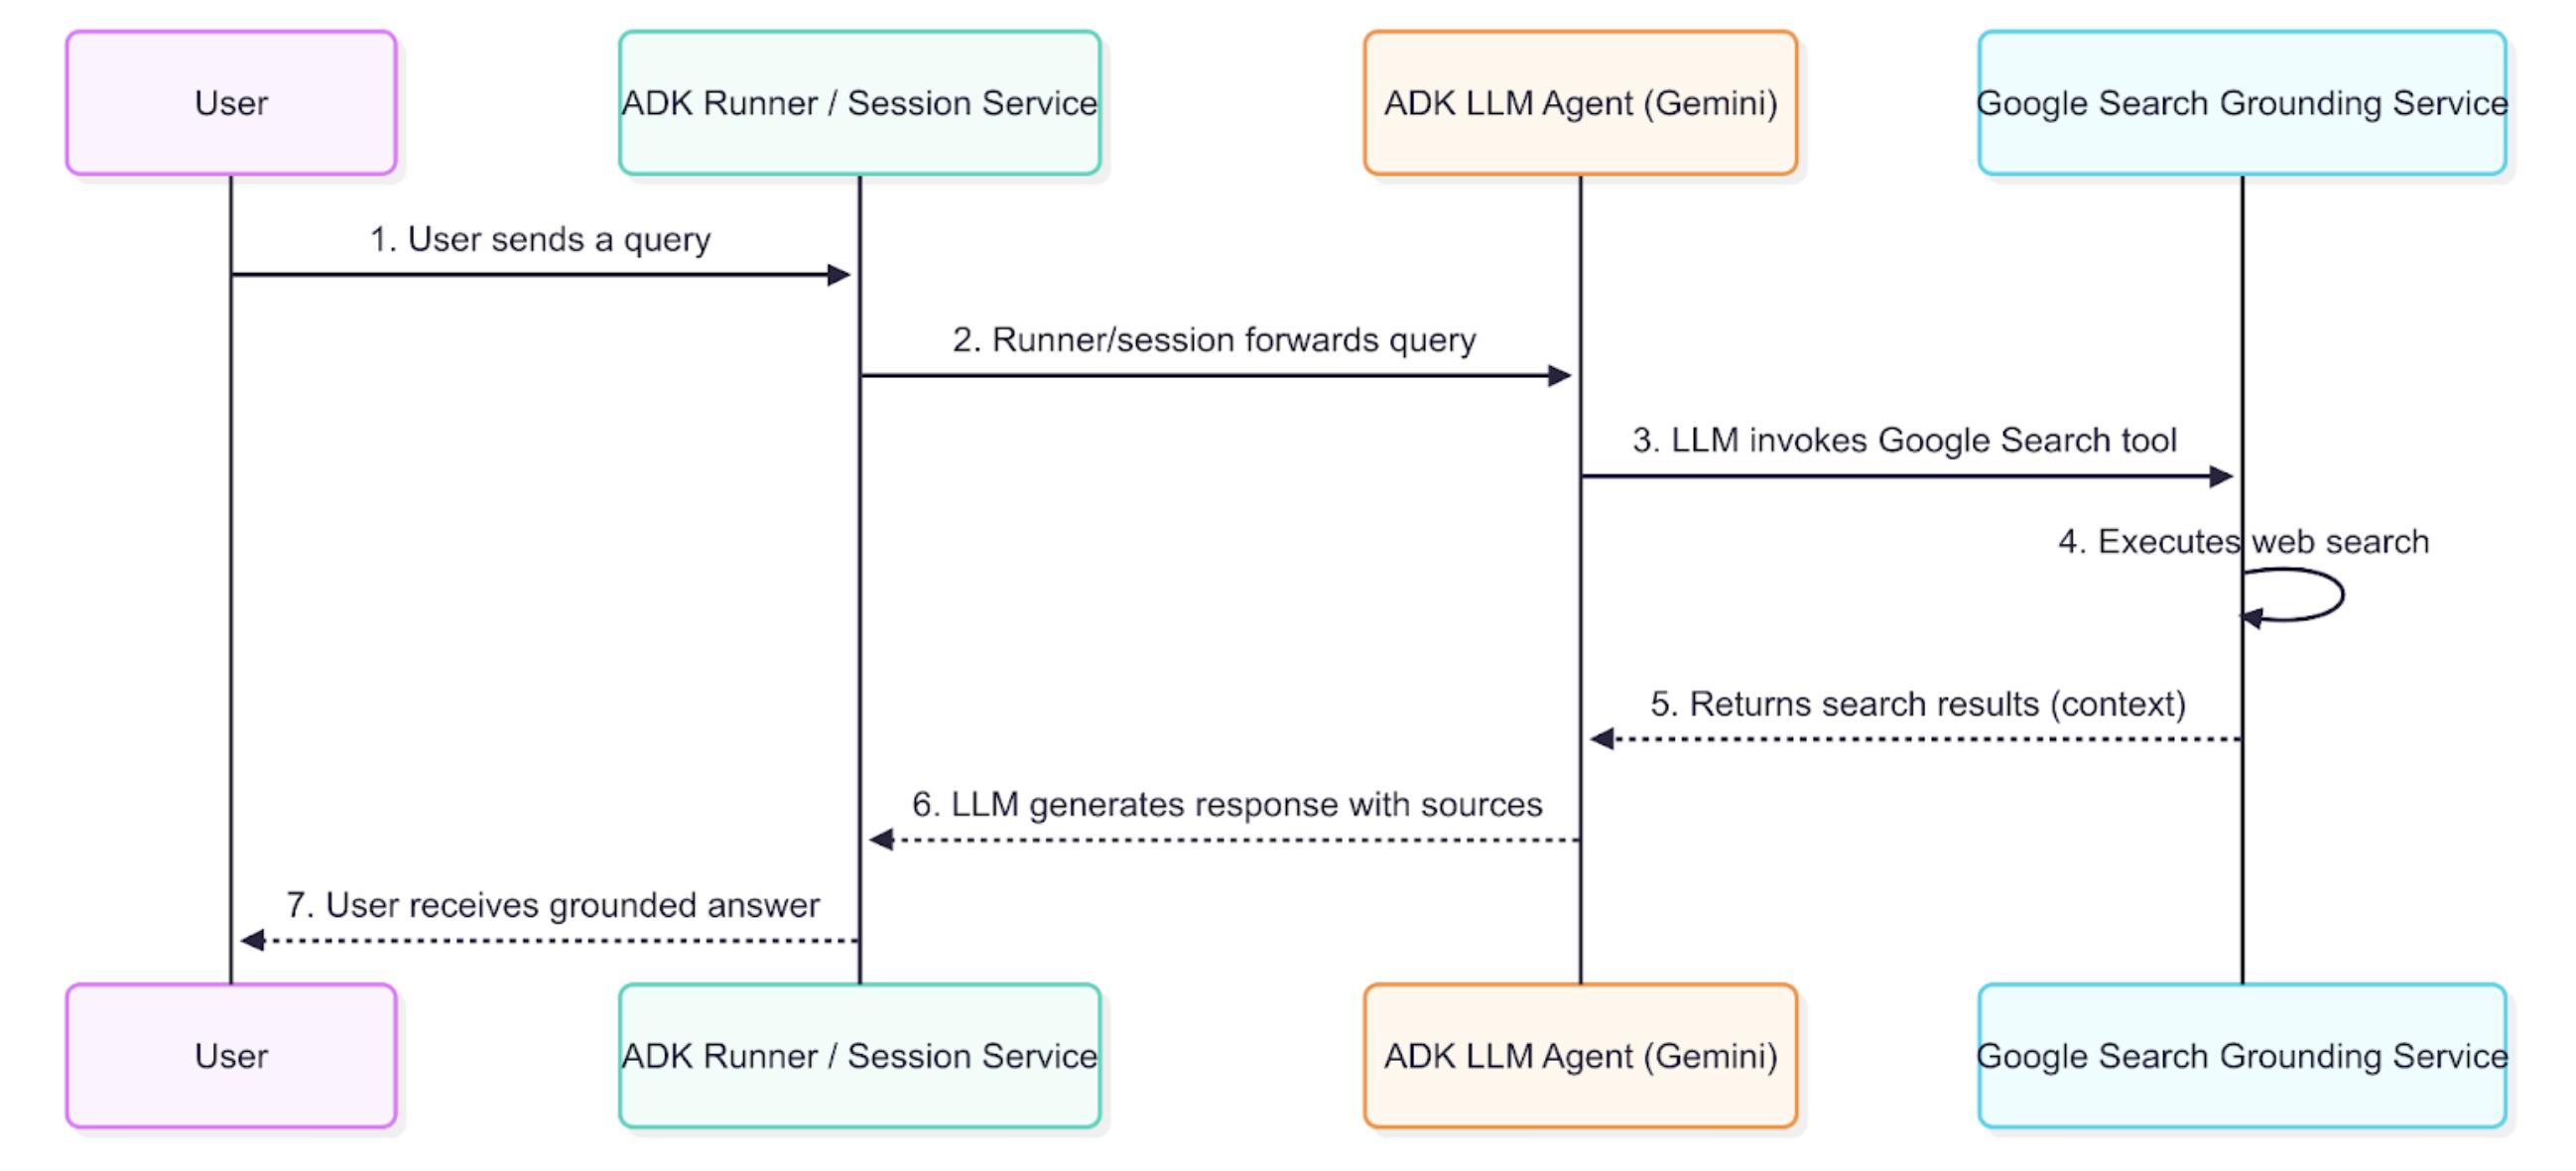 User
ADK Runner / Session Service
ADK LLM Agent (Gemini)
Google Search Grounding Service
1. User sends a query
2. Runner/session forwards query
3. LLM invokes Google Search tool
4. Executes web search
5. Returns search results (context)
6. LLM generates response with sources
7. User receives grounded answer
User
ADK Runner / Session Service
ADK LLM Agent (Gemini)
Google Search Grounding Service